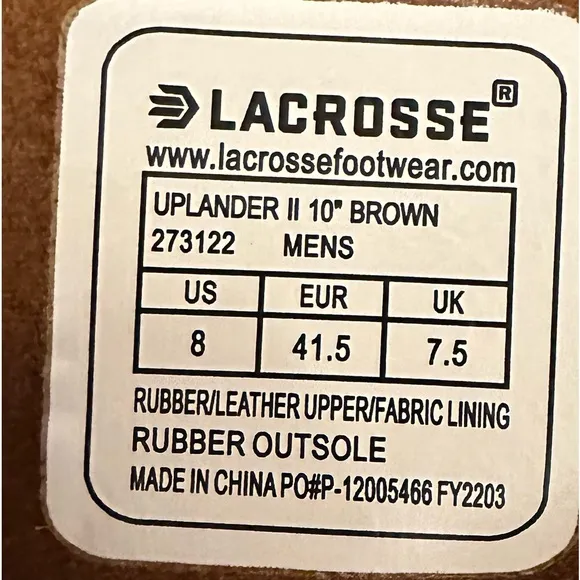 LACROSSE®
www.lacrossefootwear.com
UPLANDER II 10" BROWN
273122 MENS
US EUR UK
8 41.5 7.5
RUBBER/LEATHER UPPER/FABRIC LINING
RUBBER OUTSOLE
MADE IN CHINA PO#P-12005466 FY2203